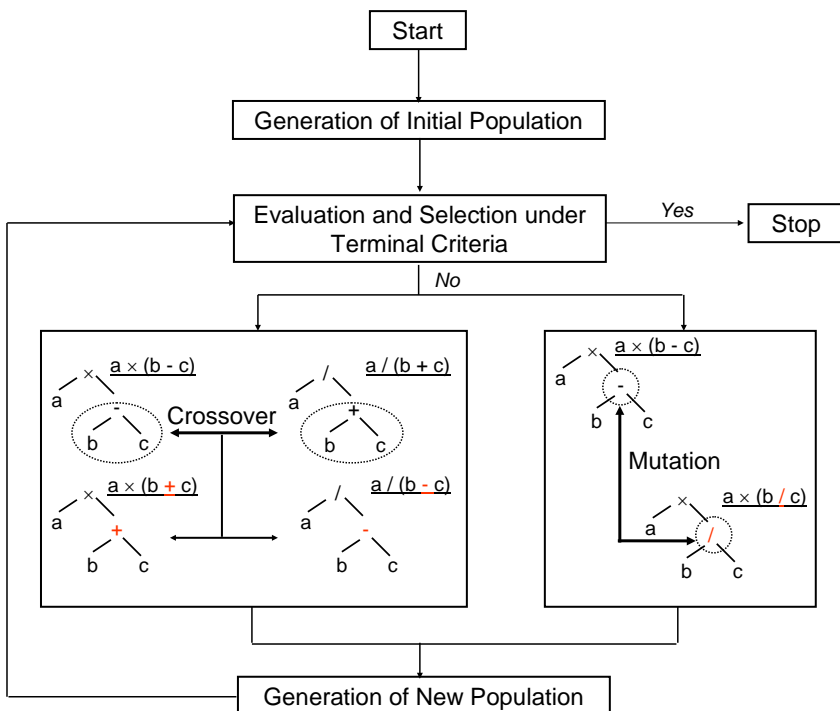 Start
Generation of Initial Population
Evaluation and Selection under
Terminal Criteria
Yes
Stop
No
a × (b - c)
×
a
-
b c
a / (b + c)
/
a
+
b c
Crossover
a × (b + c)
×
a
+
b c
a / (b - c)
/
a
-
b c
a × (b - c)
×
a
-
b c
Mutation
a × (b / c)
×
a
/
b c
Generation of New Population